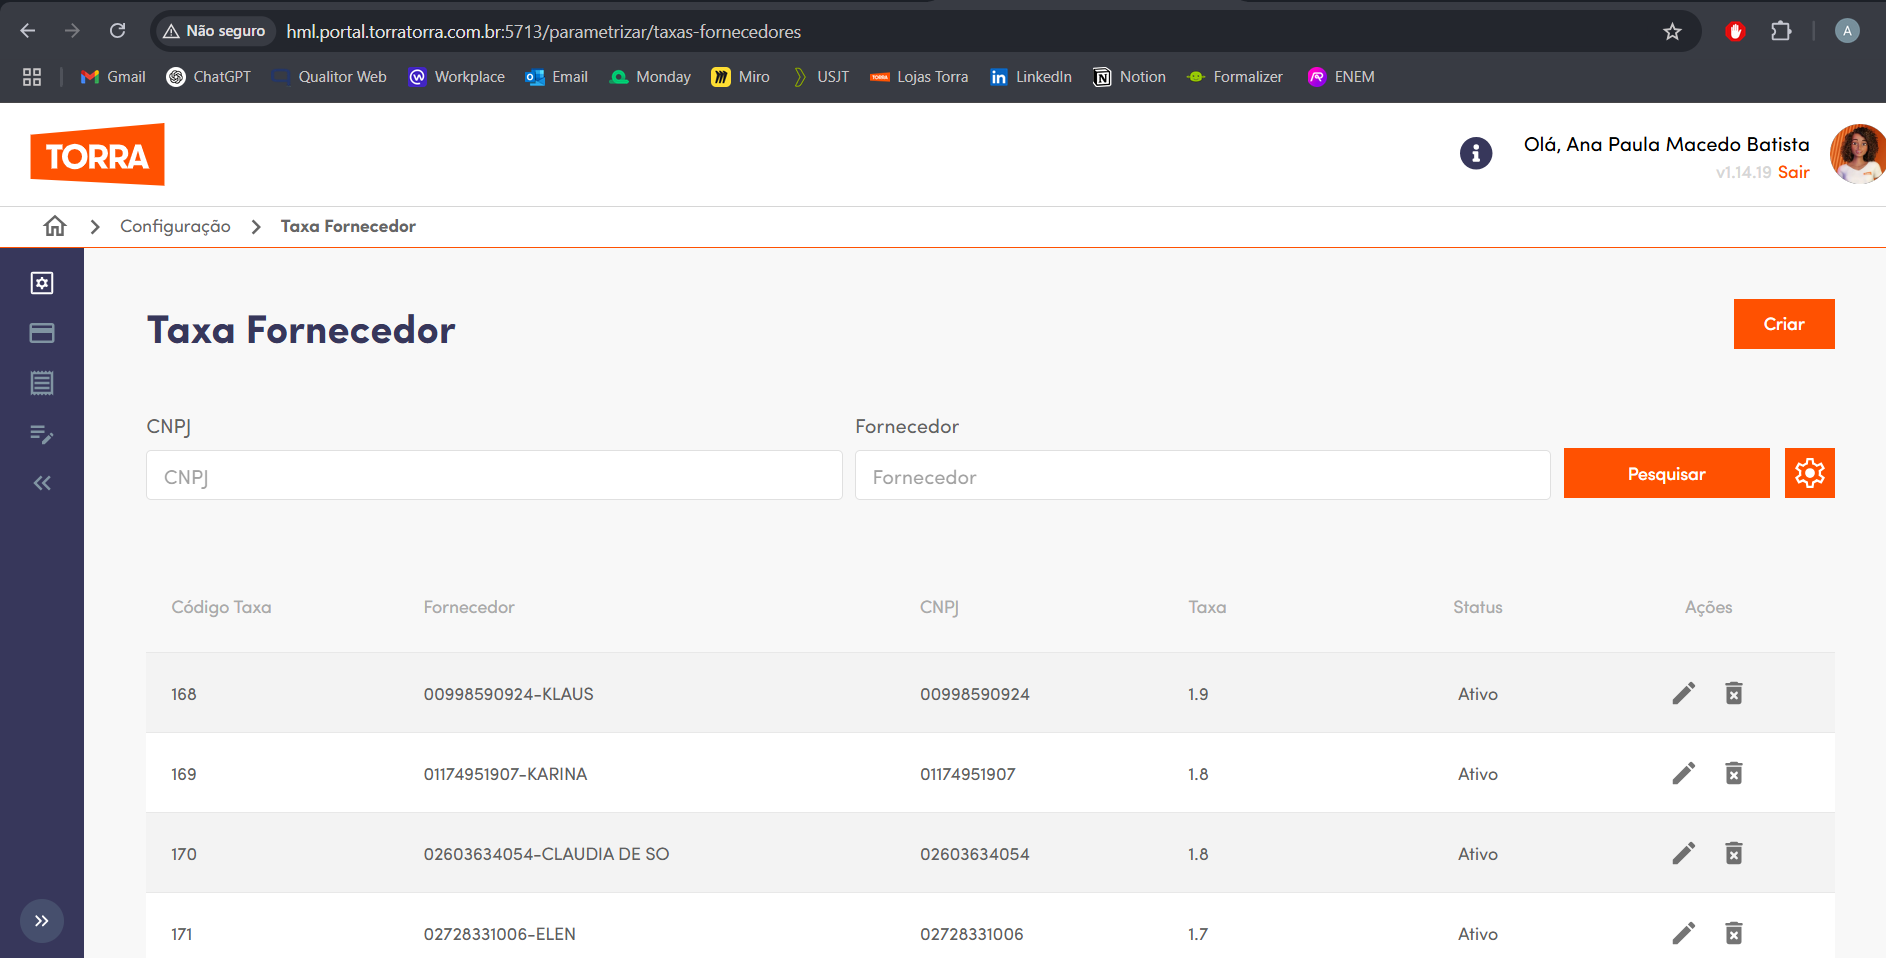 Não seguro
hml.portal.torratorra.com.br:5713/parametrizar/taxas-fornecedores
A
Gmail ChatGPT Qualitor Web Workplace Email Monday Miro USJT Lojas Torra LinkedIn Notion Formalizer ENEM
TORRA
Olá, Ana Paula Macedo Batista
v1.14.19 Sair
Configuração Taxa Fornecedor
Taxa Fornecedor
Criar
CNPJ Fornecedor
CNPJ Fornecedor Pesquisar
Código Taxa Fornecedor CNPJ Taxa Status Ações
168 00998590924-KLAUS 00998590924 1.9 Ativo
169 01174951907-KARINA 01174951907 1.8 Ativo
170 02603634054-CLAUDIA DE SO 02603634054 1.8 Ativo
171 02728331006-ELEN 02728331006 1.7 Ativo